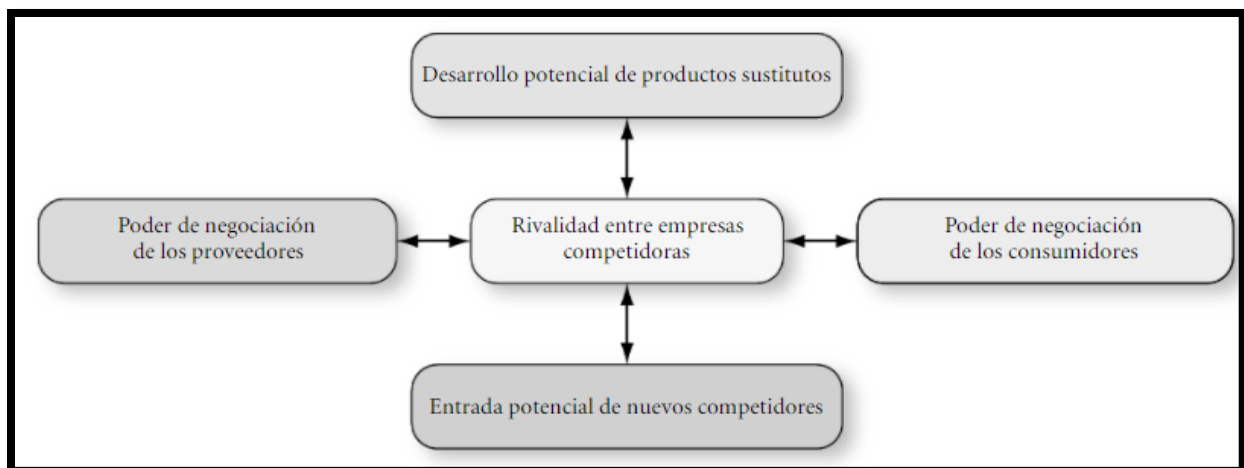 Desarrollo potencial de productos sustitutos
Poder de negociación
de los proveedores
Rivalidad entre empresas
competidoras
Poder de negociación
de los consumidores
Entrada potencial de nuevos competidores